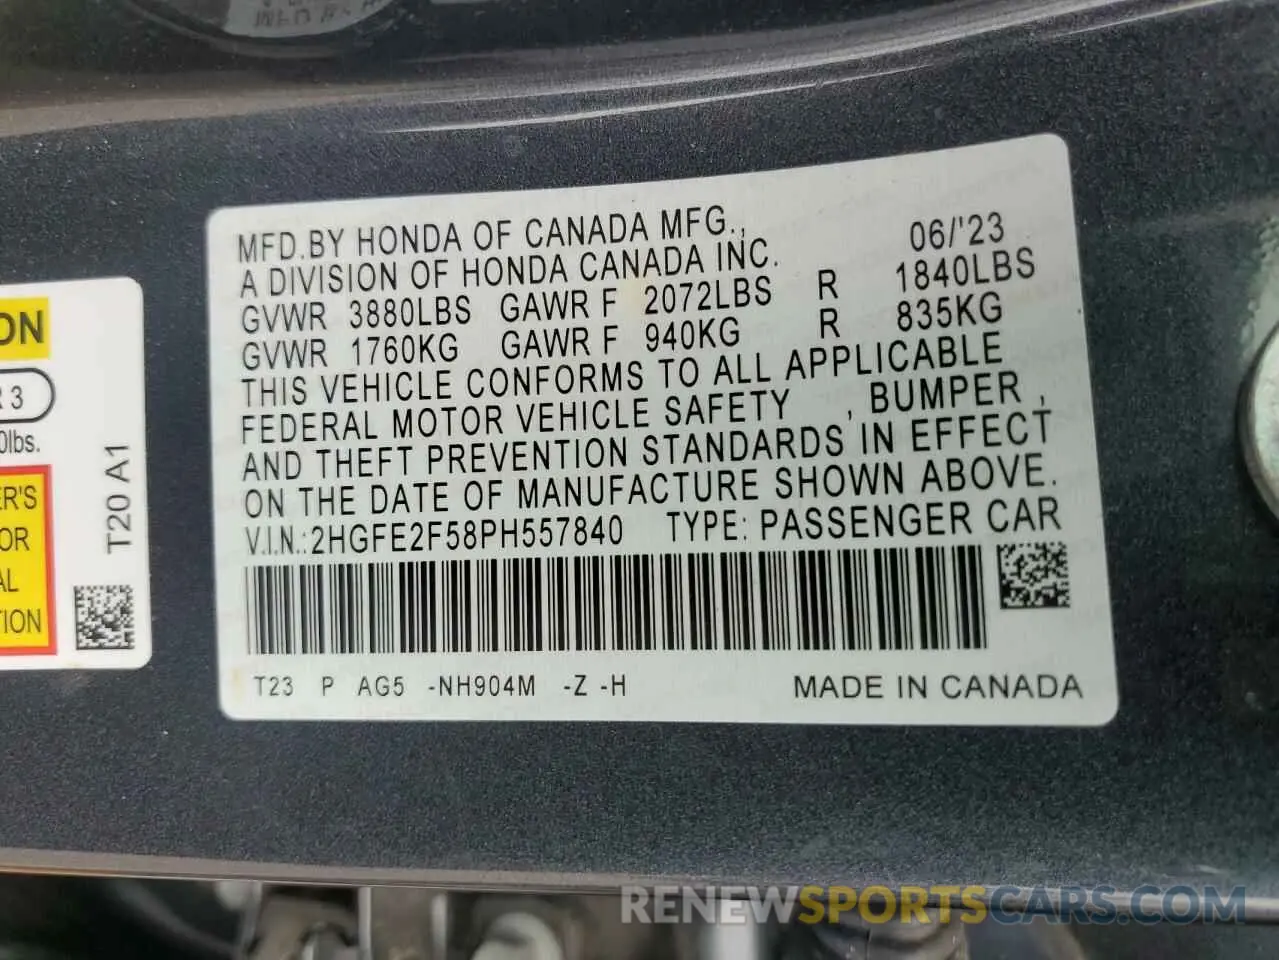 MFD.BY HONDA OF CANADA MFG., 06/'23
A DIVISION OF HONDA CANADA INC.
GVWR 3880LBS GAWR F 2072LBS R 1840LBS
GVWR 1760KG GAWR F 940KG R 835KG
THIS VEHICLE CONFORMS TO ALL APPLICABLE
FEDERAL MOTOR VEHICLE SAFETY , BUMPER ,
AND THEFT PREVENTION STANDARDS IN EFFECT
ON THE DATE OF MANUFACTURE SHOWN ABOVE.
V.I.N.:2HGFE2F58PH557840 TYPE: PASSENGER CAR
T23 P AG5 -NH904M -Z -H MADE IN CANADA
T20 A1
RENEWSPORTSCARS.COM